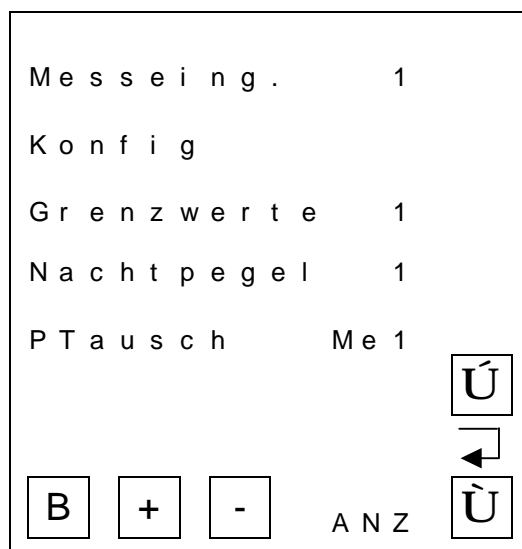 Messeing. 1
Konfig
Grenzwerte 1
Nachtpegel 1
PTausch Me1
Ú
B + - ANZ Ù